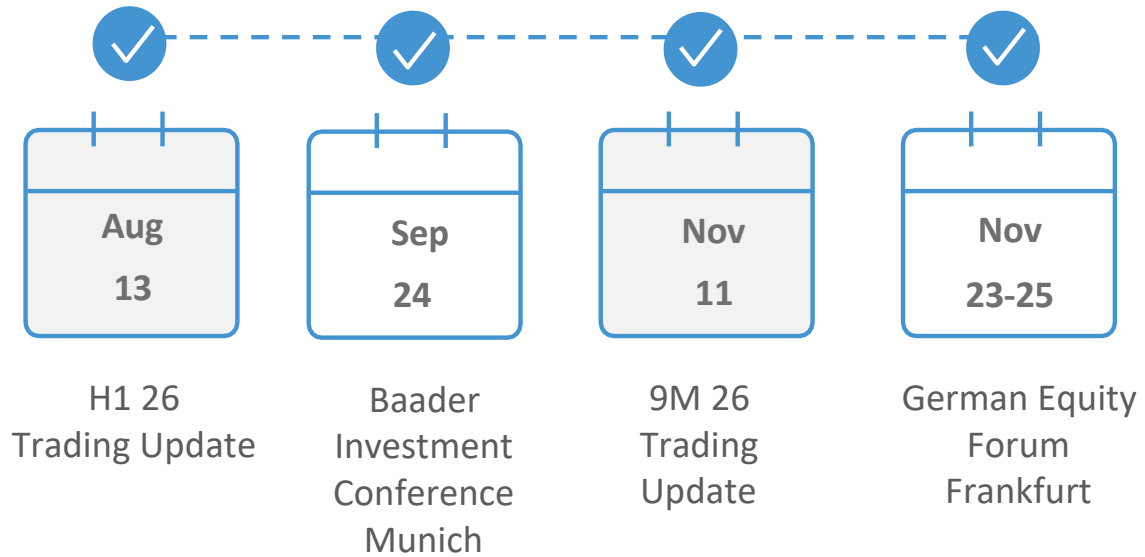 Aug
13
H1 26
Trading Update
Sep
24
Baader
Investment
Conference
Munich
Nov
11
9M 26
Trading
Update
Nov
23-25
German Equity
Forum
Frankfurt